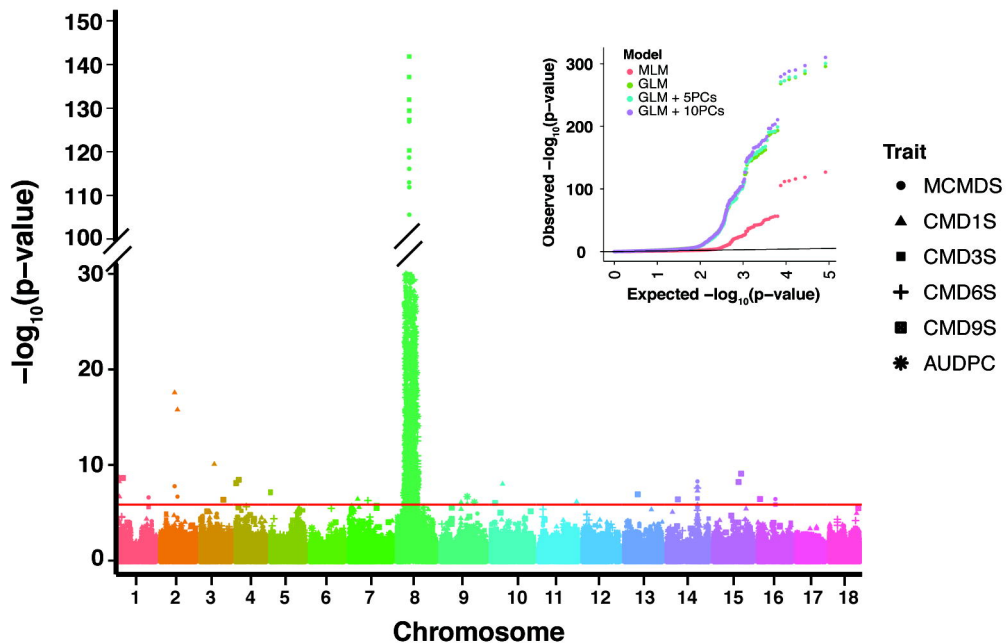 150
140
130
120
110
100
30
20
10
0
−log10(p−value)
1 2 3 4 5 6 7 8 9 10 11 12 13 14 15 16 17 18
Chromosome
Model
MLM
GLM
GLM + 5PCs
GLM + 10PCs
300
200
100
0
Observed −log10(p−value)
0 1 2 3 4 5
Expected −log10(p−value)
Trait
MCMDS
CMD1S
CMD3S
CMD6S
CMD9S
AUDPC